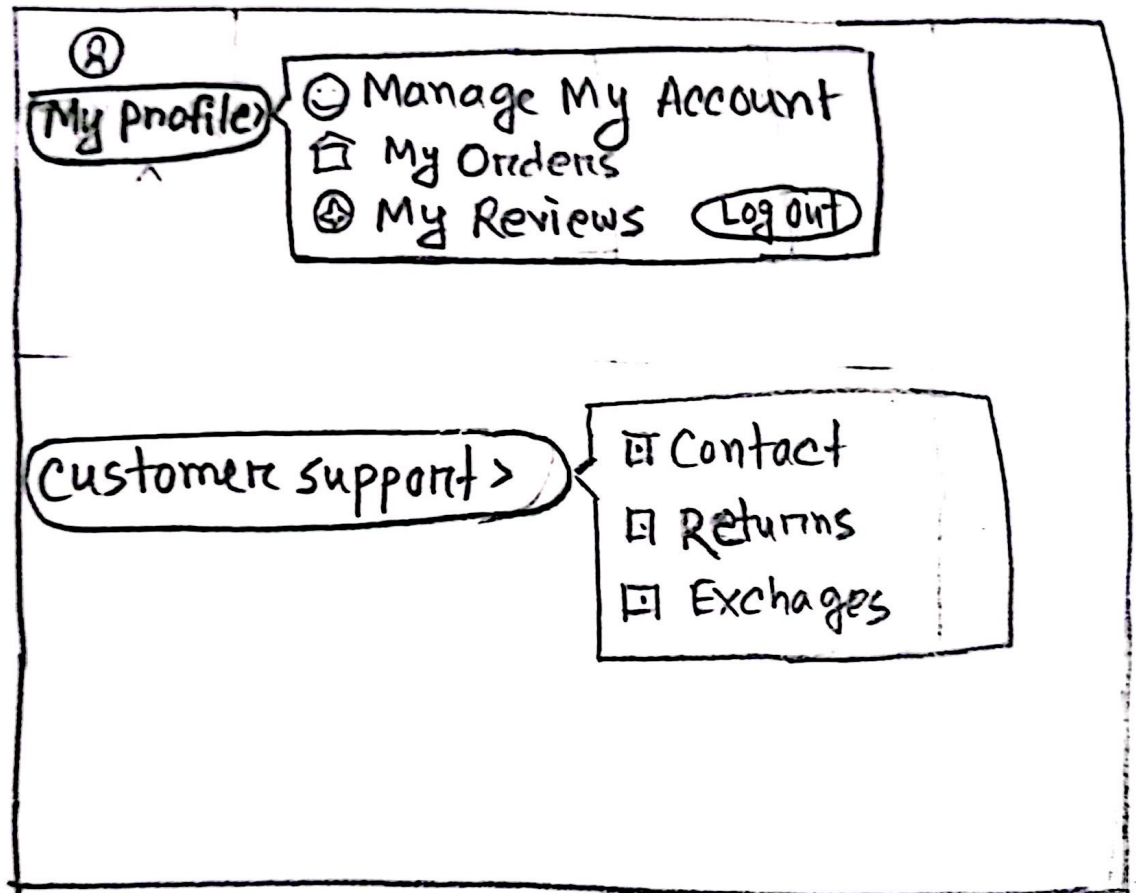 My profile>
Manage My Account
My Orders
My Reviews
Log out
Customer support >
Contact
Returns
Exchages